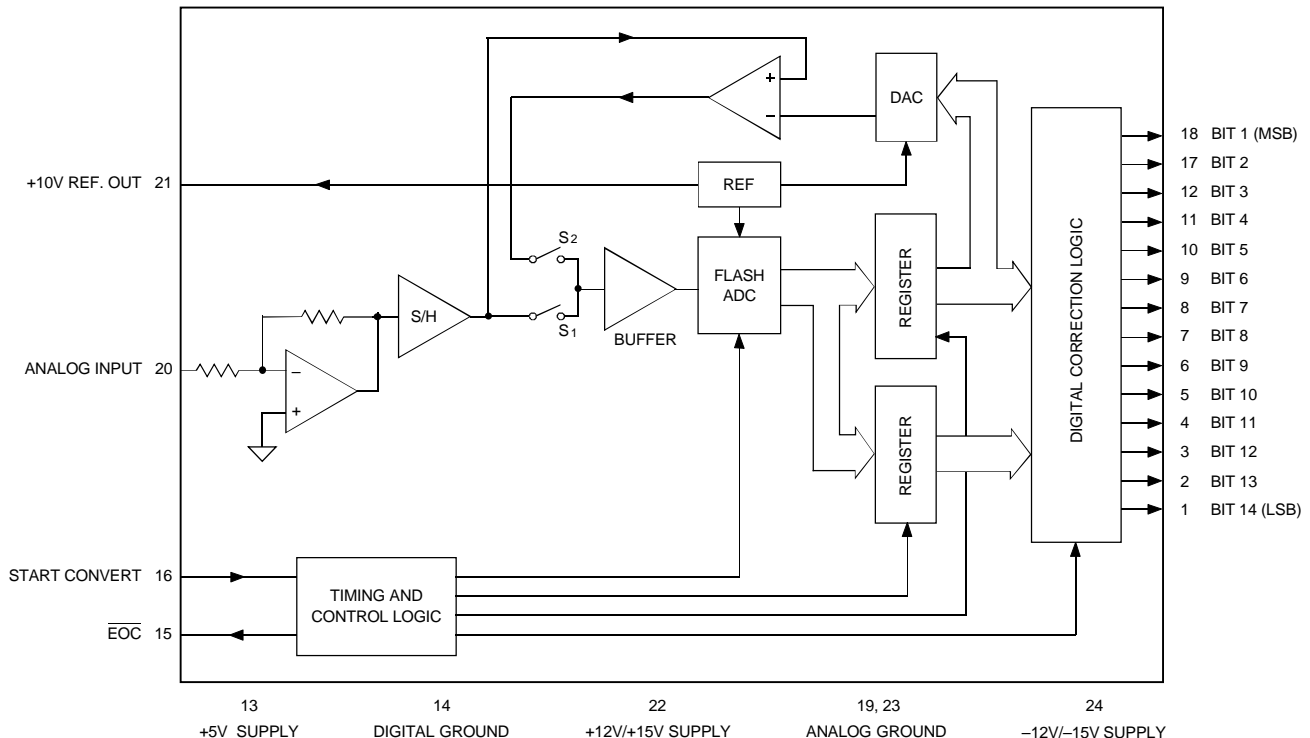 +
−
DAC
18 BIT 1 (MSB)
17 BIT 2
12 BIT 3
11 BIT 4
10 BIT 5
9 BIT 6
8 BIT 7
7 BIT 8
6 BIT 9
5 BIT 10
4 BIT 11
3 BIT 12
2 BIT 13
1 BIT 14 (LSB)
DIGITAL CORRECTION LOGIC
+10V REF. OUT 21
REF
S2
S1
BUFFER
FLASH
ADC
REGISTER
REGISTER
S/H
ANALOG INPUT 20
−
+
START CONVERT 16
EOC 15
TIMING AND
CONTROL LOGIC
13 14 22 19, 23 24
+5V SUPPLY DIGITAL GROUND +12V/+15V SUPPLY ANALOG GROUND –12V/–15V SUPPLY